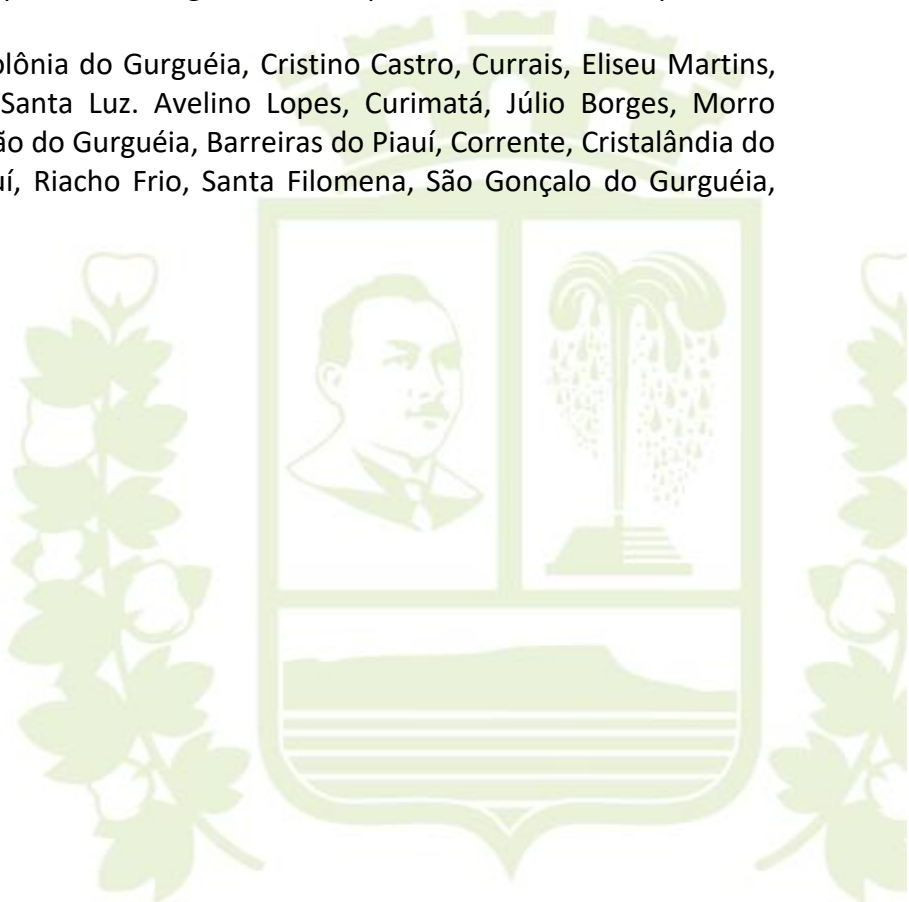 olônia do Gurguéia, Cristino Castro, Currais, Eliseu Martins,
Santa Luz. Avelino Lopes, Curimatá, Júlio Borges, Morro
ão do Gurguéia, Barreiras do Piauí, Corrente, Cristalândia do
uí, Riacho Frio, Santa Filomena, São Gonçalo do Gurguéia,